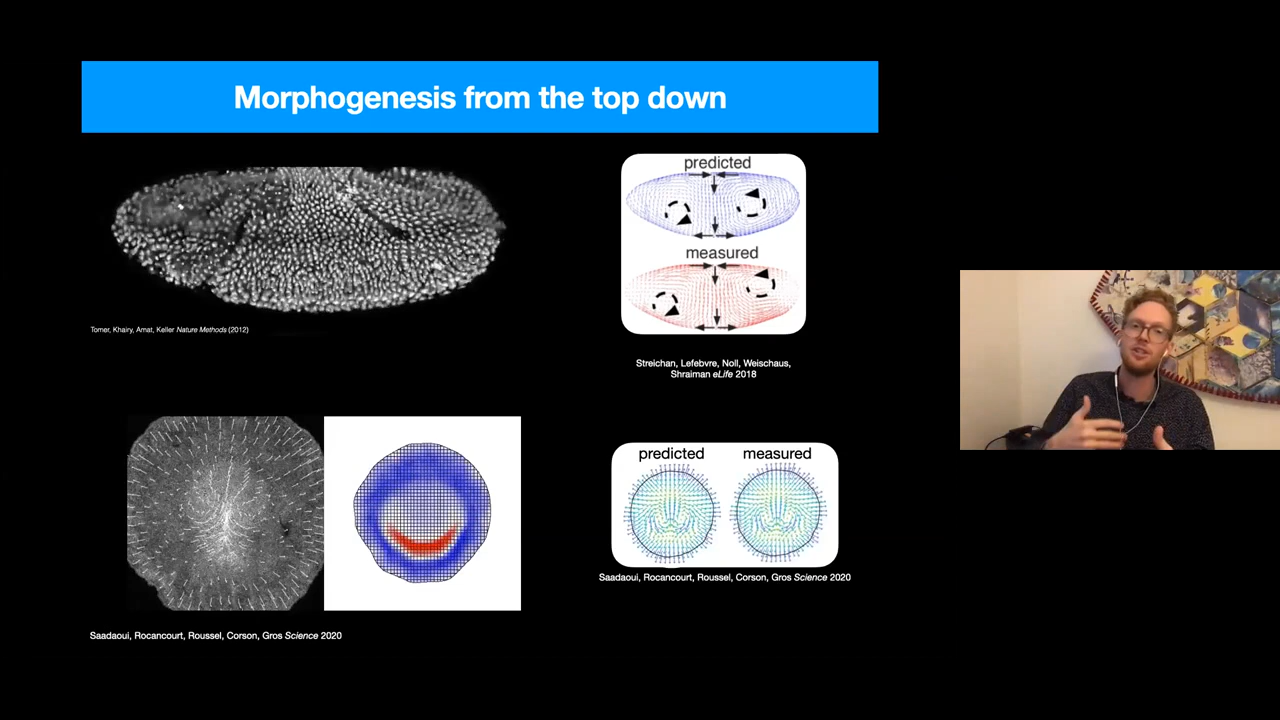 Morphogenesis from the top down
predicted
measured
Tomer, Khairy, Amat, Keller Nature Methods (2012)
Streichan, Lefebvre, Noll, Weischaus,
Shraiman eLife 2018
predicted measured
Saadaoui, Rocancourt, Roussel, Corson, Gros Science 2020
Saadaoui, Rocancourt, Roussel, Corson, Gros Science 2020